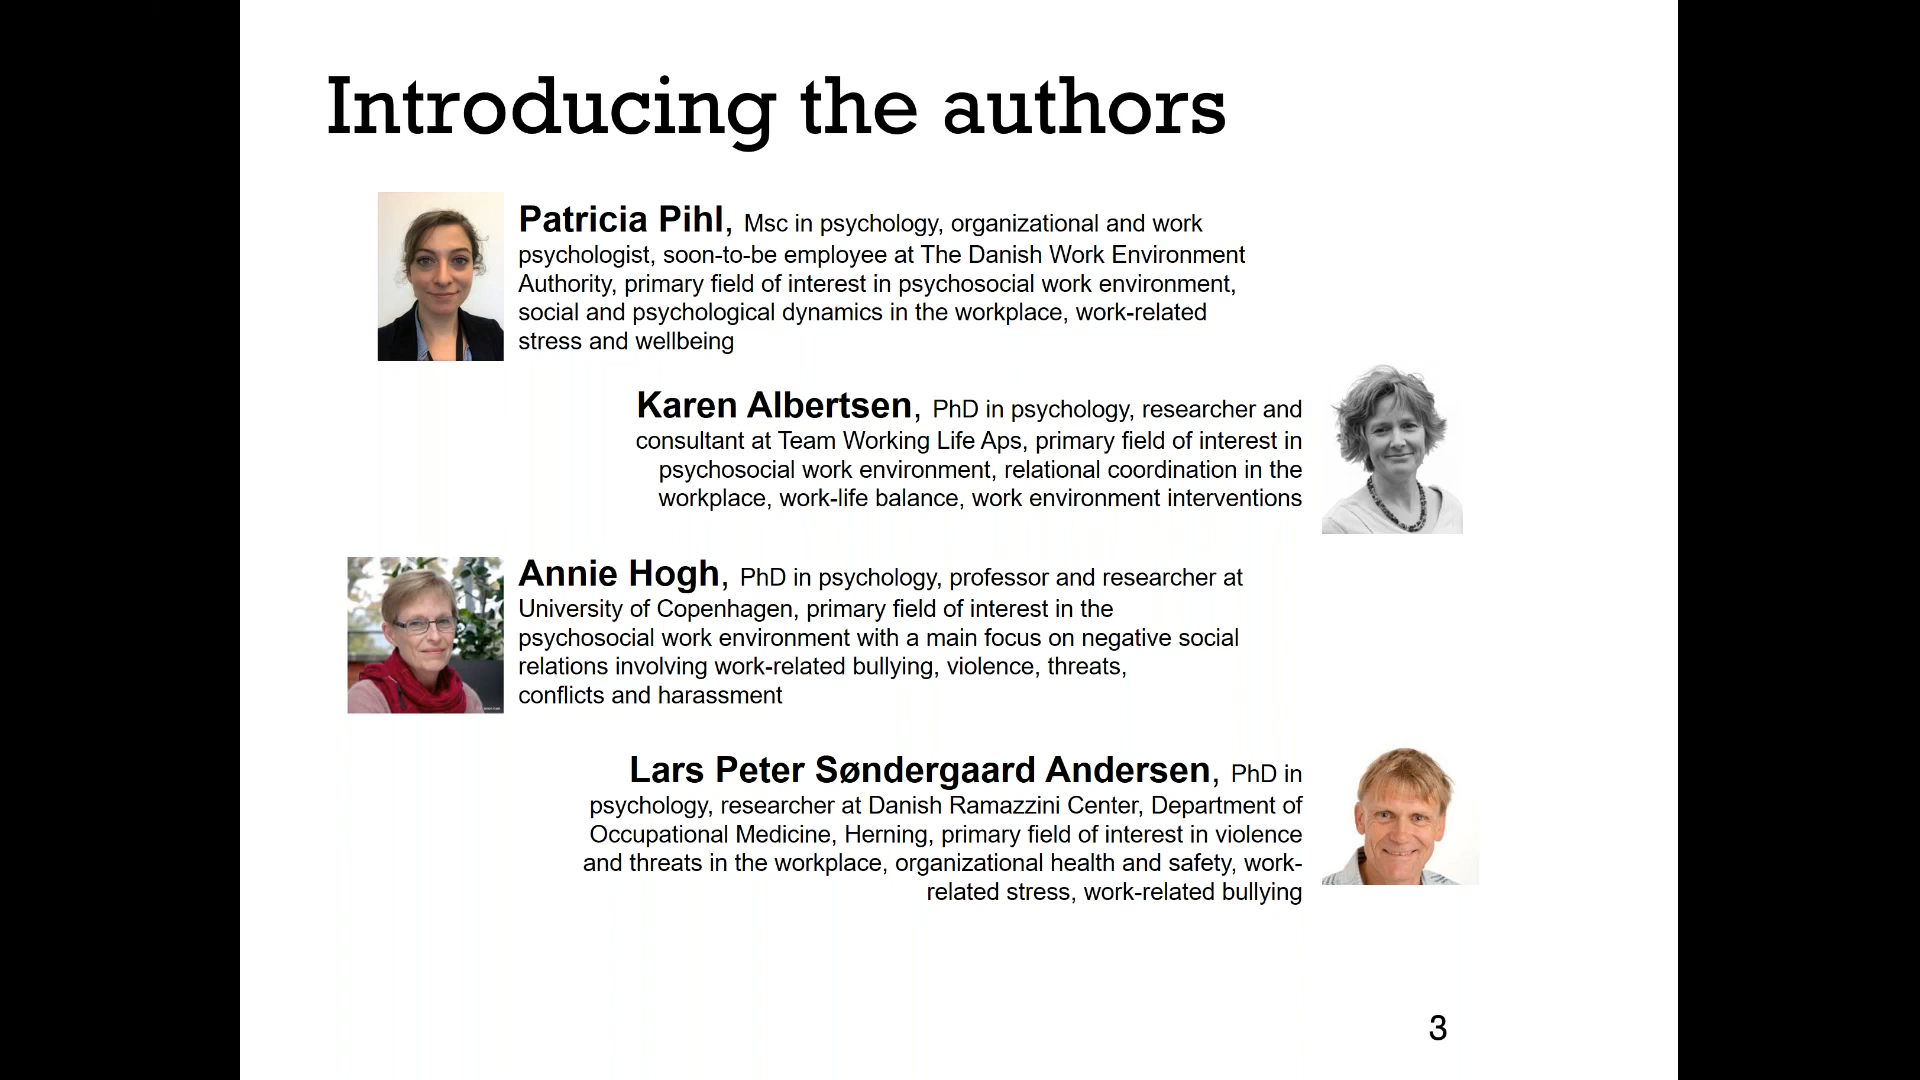 Introducing the authors
Patricia Pihl, Msc in psychology, organizational and work
psychologist, soon-to-be employee at The Danish Work Environment
Authority, primary field of interest in psychosocial work environment,
social and psychological dynamics in the workplace, work-related
stress and wellbeing
Karen Albertsen, PhD in psychology, researcher and
consultant at Team Working Life Aps, primary field of interest in
psychosocial work environment, relational coordination in the
workplace, work-life balance, work environment interventions
Annie Hogh, PhD in psychology, professor and researcher at
University of Copenhagen, primary field of interest in the
psychosocial work environment with a main focus on negative social
relations involving work-related bullying, violence, threats,
conflicts and harassment
Lars Peter Søndergaard Andersen, PhD in
psychology, researcher at Danish Ramazzini Center, Department of
Occupational Medicine, Herning, primary field of interest in violence
and threats in the workplace, organizational health and safety, work-
related stress, work-related bullying
3